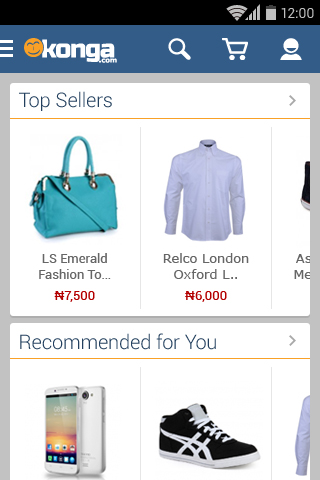 12:00
konga
.com
Top Sellers
LS Emerald
Fashion To...
₦7,500
Relco London
Oxford L..
₦6,000
As
Me
Recommended for You